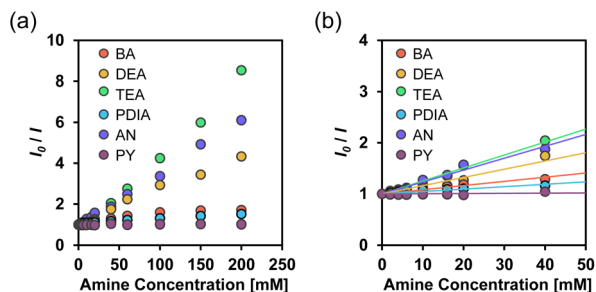 (a)
10
8
6
4
2
0
I0 / I
BA
DEA
TEA
PDIA
AN
PY
0 50 100 150 200 250
Amine Concentration [mM]
(b)
4
3
2
1
0
I0 / I
BA
DEA
TEA
PDIA
AN
PY
0 10 20 30 40 50
Amine Concentration [mM]